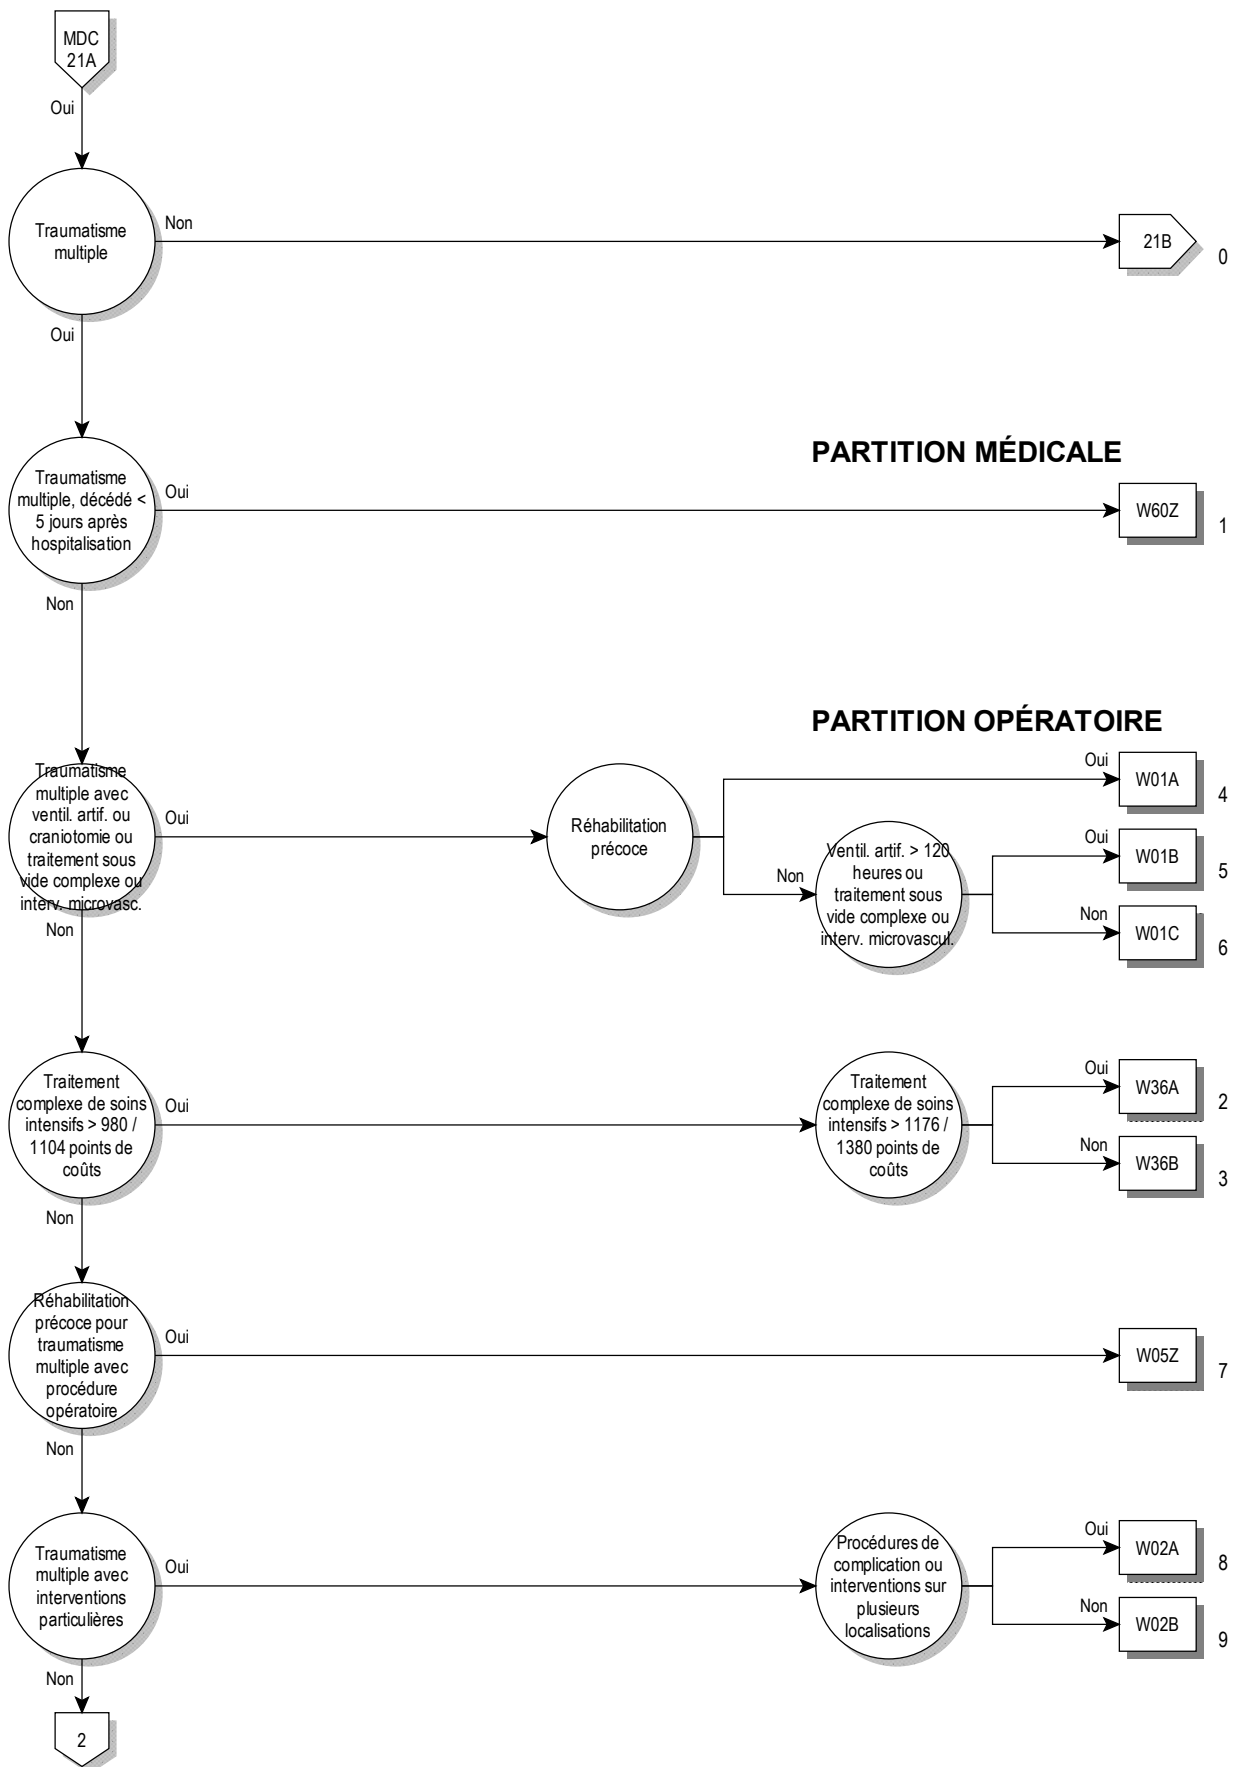 MDC
21A
Oui
Traumatisme
multiple
Non
21B
0
Oui
PARTITION MÉDICALE
Traumatisme
multiple, décédé <
5 jours après
hospitalisation
Oui
W60Z
1
Non
PARTITION OPÉRATOIRE
Traumatisme
multiple avec
ventil. artif. ou
craniotomie ou
traitement sous
vide complexe ou
interv. microvasc.
Oui
Réhabilitation
précoce
Oui
W01A
4
Non
Ventil. artif. > 120
heures ou
traitement sous
vide complexe ou
interv. microvascul.
Oui
W01B
5
Non
W01C
6
Non
Traitement
complexe de soins
intensifs > 980 /
1104 points de
coûts
Oui
Traitement
complexe de soins
intensifs > 1176 /
1380 points de
coûts
Oui
W36A
2
Non
W36B
3
Non
Réhabilitation
précoce pour
traumatisme
multiple avec
procédure
opératoire
Oui
W05Z
7
Non
Traumatisme
multiple avec
interventions
particulières
Oui
Procédures de
complication ou
interventions sur
plusieurs
localisations
Oui
W02A
8
Non
W02B
9
Non
2